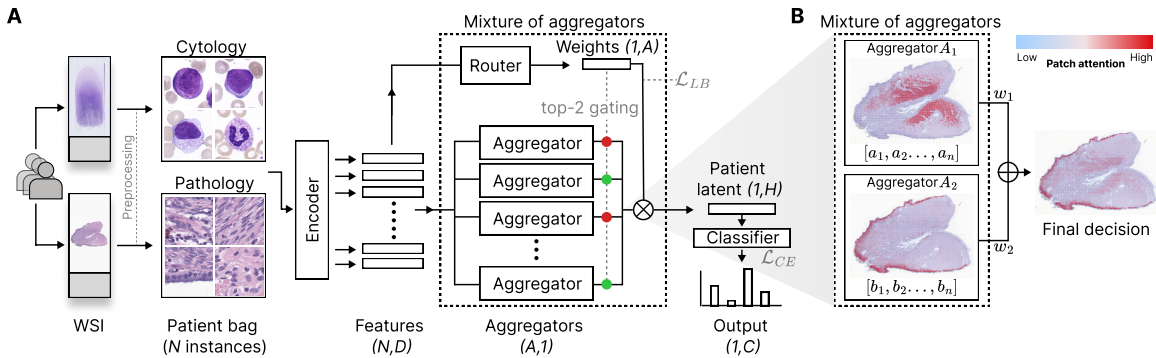 A
Mixture of aggregators
Cytology
Weights (1,A)
Router
ℒ_LB
top-2 gating
Preprocessing
Pathology
Encoder
Aggregator
Aggregator
Aggregator
Aggregator
Patient
latent (1,H)
Classifier
ℒ_CE
WSI
Patient bag
(N instances)
Features
(N,D)
Aggregators
(A,1)
Output
(1,C)
B
Mixture of aggregators
Aggregator A₁
[a₁, a₂..., aₙ]
Aggregator A₂
[b₁, b₂..., bₙ]
w₁
w₂
Low
Patch attention
High
Final decision